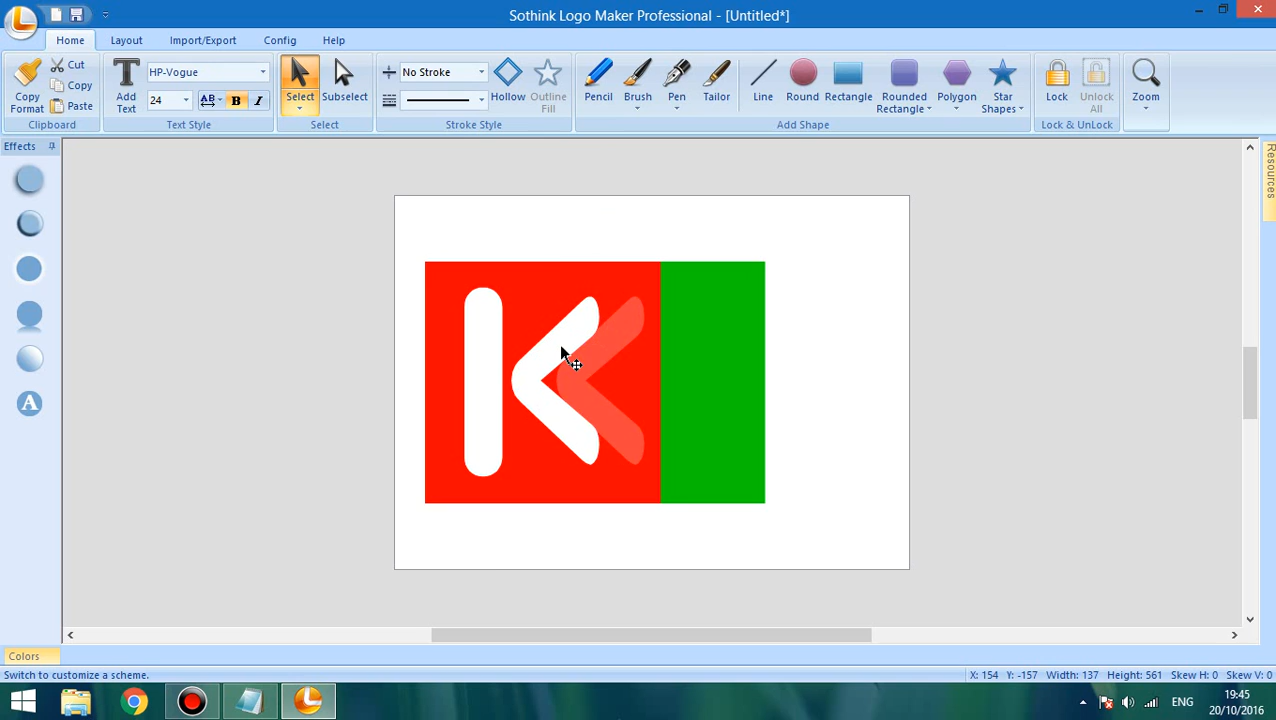 Sothink Logo Maker Professional - [Untitled*]
Home Layout Import/Export Config Help
Copy Format Cut Copy Paste Clipboard
Add Text HP-Vogue 24 AB B I Text Style
Select Subselect Select
No Stroke Hollow Outline Fill Stroke Style
Pencil Brush Pen Tailor Line Round Rectangle Rounded Rectangle Polygon Star Shapes Add Shape
Lock Unlock All Lock & UnLock
Zoom
Effects
Resources
A
K
Colors
Switch to customize a scheme. X: 154 Y: -157 Width: 137 Height: 561 Skew H: 0 Skew V: 0
ENG 19:45
20/10/2016